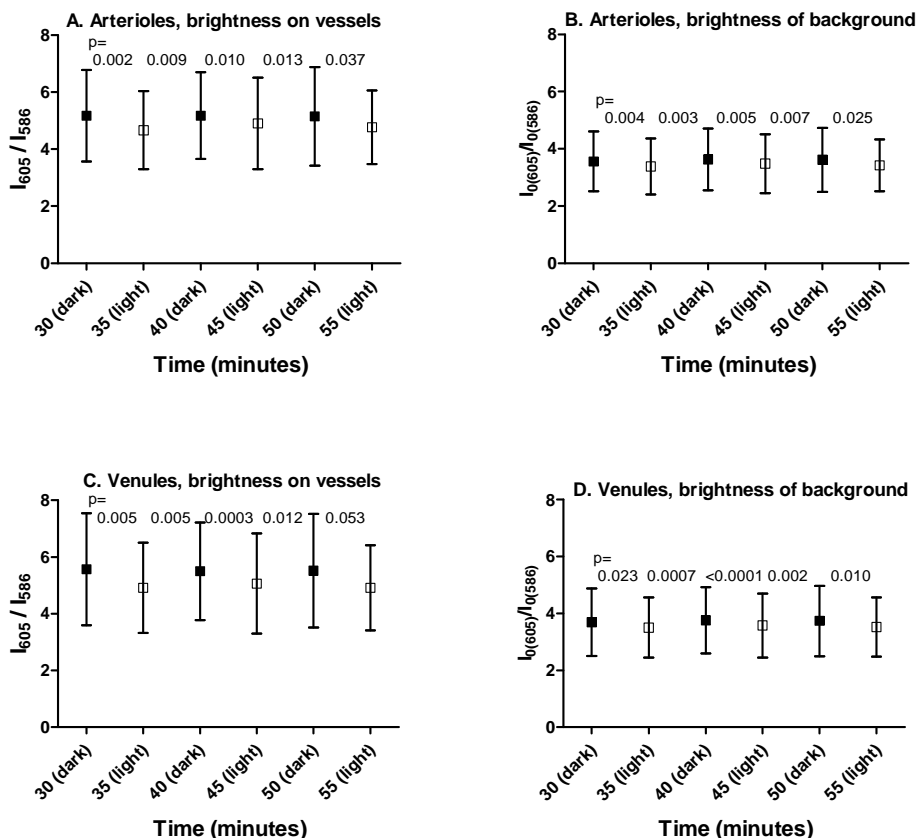 A. Arterioles, brightness on vessels
p=
0.002 0.009 0.010 0.013 0.037
8
6
4
2
0
I605 / I586
30 (dark) 35 (light) 40 (dark) 45 (light) 50 (dark) 55 (light)
Time (minutes)
B. Arterioles, brightness of background
p=
0.004 0.003 0.005 0.007 0.025
8
6
4
2
0
I0(605)/I0(586)
30 (dark) 35 (light) 40 (dark) 45 (light) 50 (dark) 55 (light)
Time (minutes)
C. Venules, brightness on vessels
p=
0.005 0.005 0.0003 0.012 0.053
8
6
4
2
0
I605 / I586
30 (dark) 35 (light) 40 (dark) 45 (light) 50 (dark) 55 (light)
Time (minutes)
D. Venules, brightness of background
p=
0.023 0.0007 <0.0001 0.002 0.010
8
6
4
2
0
I0(605)/I0(586)
30 (dark) 35 (light) 40 (dark) 45 (light) 50 (dark) 55 (light)
Time (minutes)